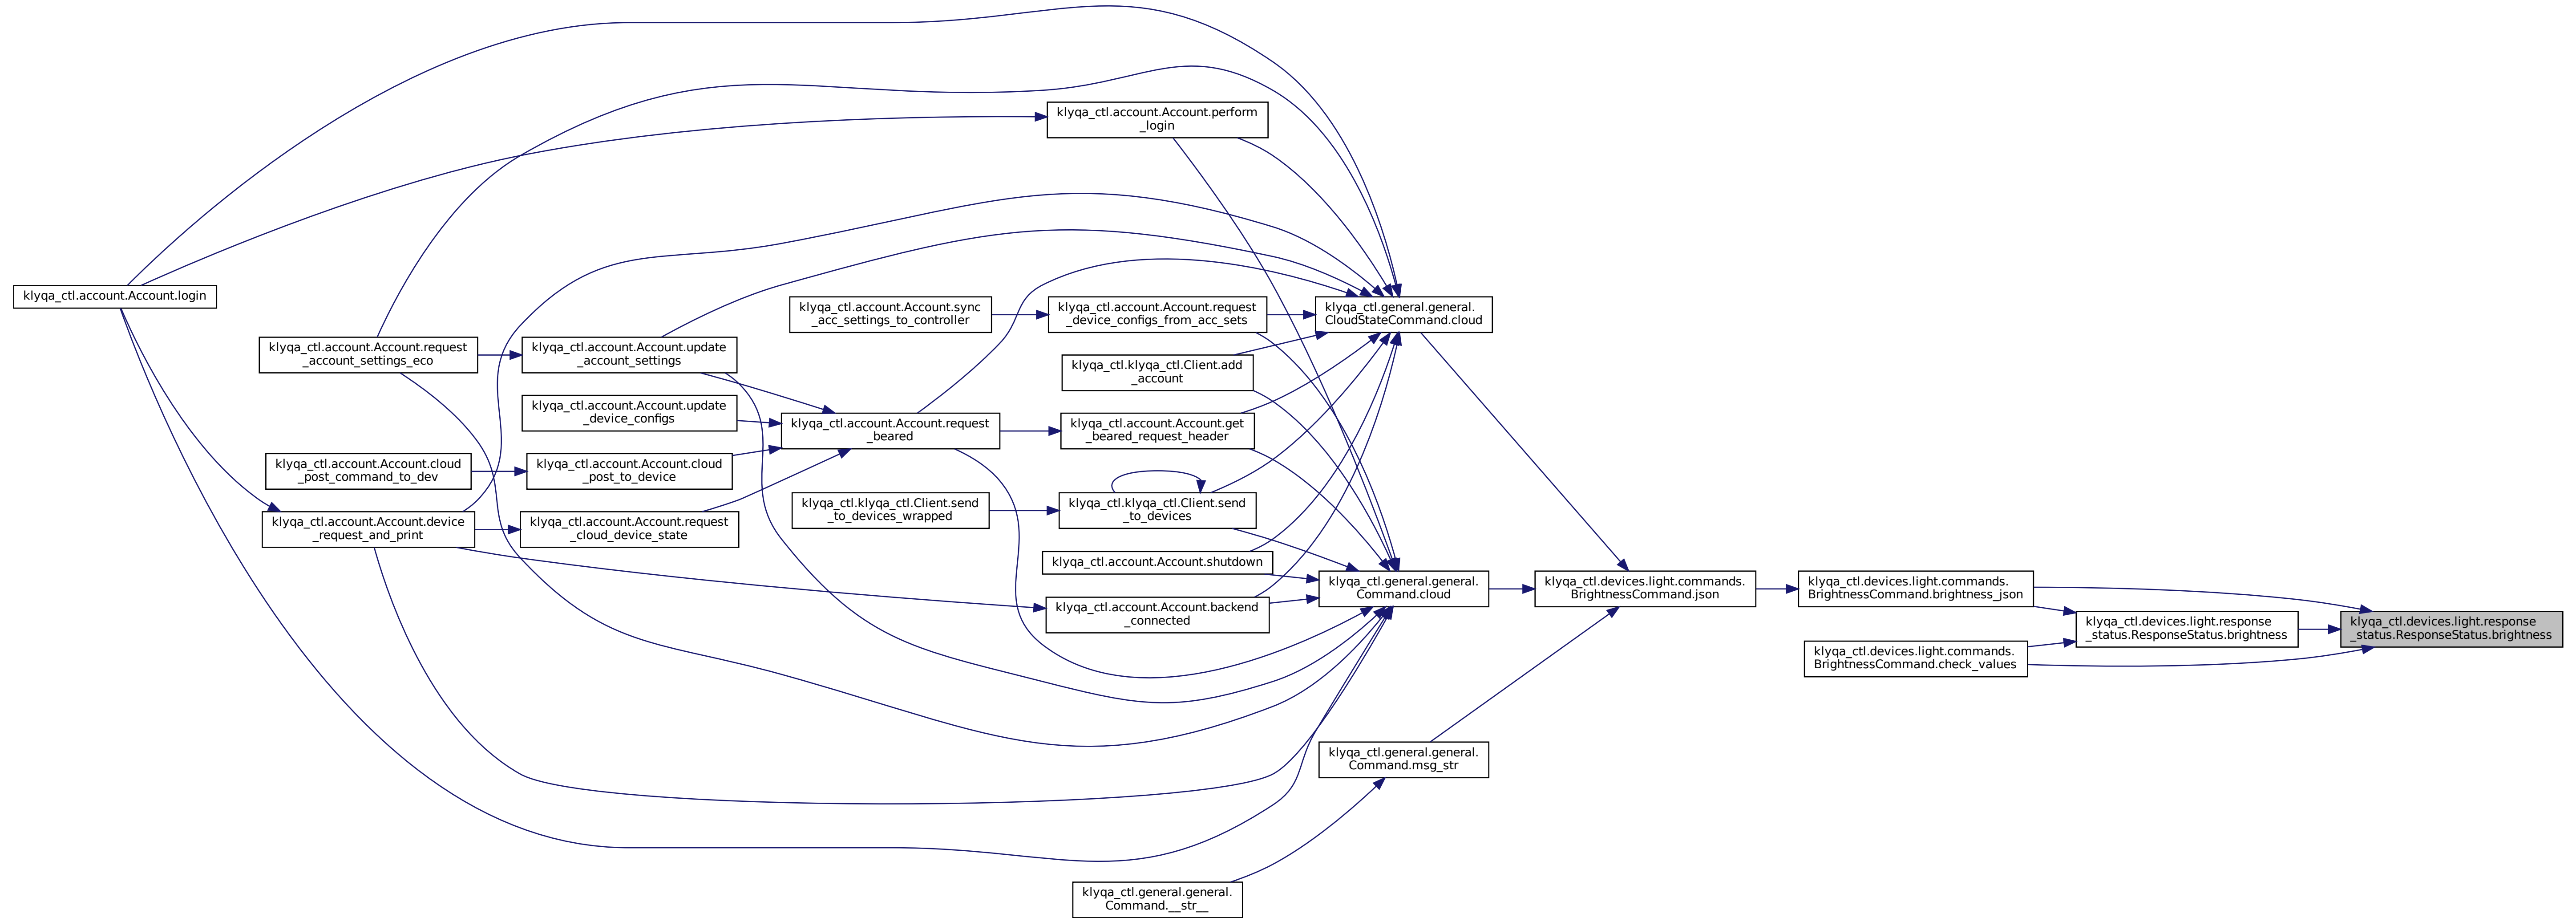 klyqa_ctl.account.Account.perform
_login
klyqa_ctl.account.Account.login
klyqa_ctl.account.Account.sync
_acc_settings_to_controller
klyqa_ctl.account.Account.request
_device_configs_from_acc_sets
klyqa_ctl.general.general.
CloudStateCommand.cloud
klyqa_ctl.account.Account.request
_account_settings_eco
klyqa_ctl.account.Account.update
_account_settings
klyqa_ctl.klyqa_ctl.Client.add
_account
klyqa_ctl.account.Account.update
_device_configs
klyqa_ctl.account.Account.request
_beared
klyqa_ctl.account.Account.get
_beared_request_header
klyqa_ctl.account.Account.cloud
_post_command_to_dev
klyqa_ctl.account.Account.cloud
_post_to_device
klyqa_ctl.klyqa_ctl.Client.send
_to_devices_wrapped
klyqa_ctl.klyqa_ctl.Client.send
_to_devices
klyqa_ctl.account.Account.device
_request_and_print
klyqa_ctl.account.Account.request
_cloud_device_state
klyqa_ctl.account.Account.shutdown
klyqa_ctl.general.general.
Command.cloud
klyqa_ctl.devices.light.commands.
BrightnessCommand.json
klyqa_ctl.devices.light.commands.
BrightnessCommand.brightness_json
klyqa_ctl.account.Account.backend
_connected
klyqa_ctl.devices.light.response
_status.ResponseStatus.brightness
klyqa_ctl.devices.light.response
_status.ResponseStatus.brightness
klyqa_ctl.devices.light.commands.
BrightnessCommand.check_values
klyqa_ctl.general.general.
Command.msg_str
klyqa_ctl.general.general.
Command.__str__